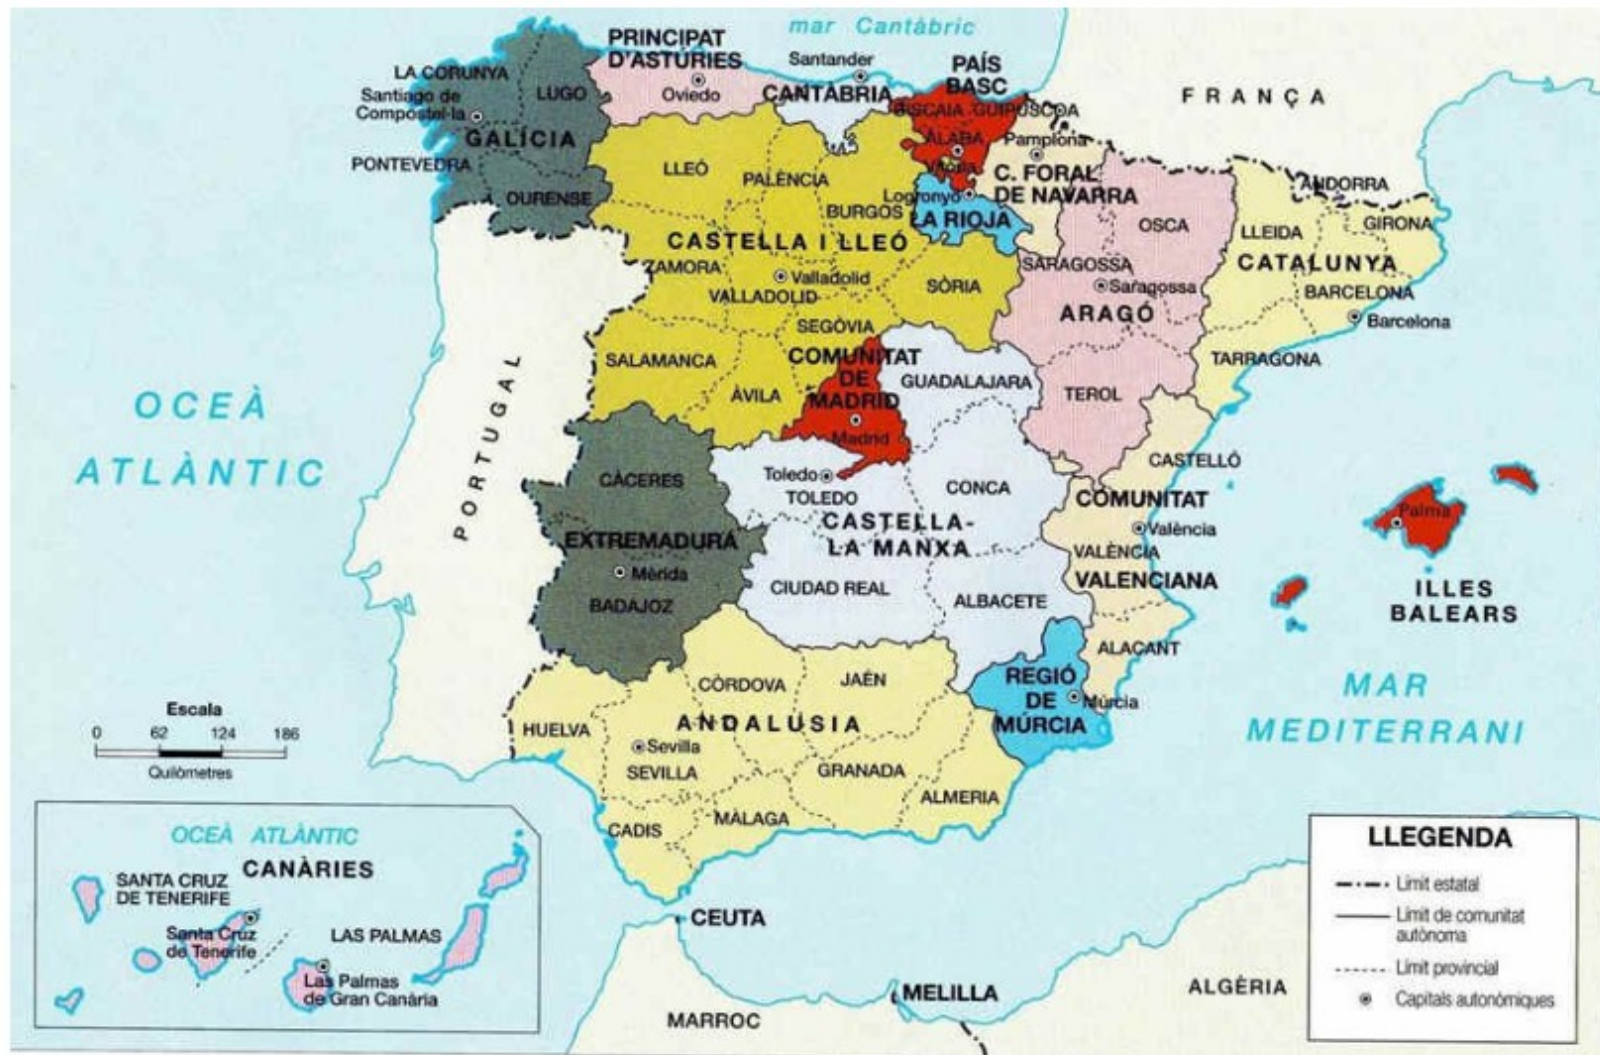 mar Cantàbric
PRINCIPAT
D'ASTÚRIES
Oviedo
Santander
CANTÀBRIA
PAÍS
BASC
BISCAIA
GUIPÚSCOA
ÀLABA
Vitòria
FRANÇA
LA CORUNYA
LUGO
Santiago de
Compostel·la
GALÍCIA
PONTEVEDRA
OURENSE
Pamplona
C. FORAL
DE NAVARRA
Logronyo
LA RIOJA
ANDORRA
LLEÓ
PALÈNCIA
BURGOS
CASTELLA I LLEÓ
ZAMORA
Valladolid
VALLADOLID
SÒRIA
SEGÒVIA
SALAMANCA
ÀVILA
OSCA
SARAGOSSA
Saragossa
ARAGÓ
TEROL
LLEIDA
GIRONA
CATALUNYA
BARCELONA
Barcelona
TARRAGONA
COMUNITAT
DE
MADRID
Madrid
GUADALAJARA
OCEÀ
ATLÀNTIC
PORTUGAL
CÀCERES
EXTREMADURA
Mèrida
BADAJOZ
Toledo
TOLEDO
CONCA
CASTELLA-
LA MANXA
CIUDAD REAL
ALBACETE
CASTELLÓ
COMUNITAT
València
VALÈNCIA
VALENCIANA
ALACANT
Palma
ILLES
BALEARS
MAR
MEDITERRANI
REGIÓ
DE
MÚRCIA
Múrcia
CÒRDOVA
JAÉN
ANDALUSIA
HUELVA
Sevilla
SEVILLA
GRANADA
ALMERIA
MÀLAGA
CADIS
Escala
0 62 124 186
Quilòmetres
OCEÀ ATLÀNTIC
CANÀRIES
SANTA CRUZ
DE TENERIFE
Santa Cruz
de Tenerife
LAS PALMAS
Las Palmas
de Gran Canària
CEUTA
MELILLA
MARROC
ALGÈRIA
LLEGENDA
Límit estatal
Límit de comunitat
autònoma
Límit provincial
Capitals autonòmiques